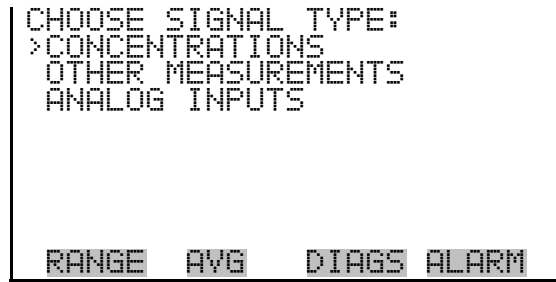 CHOOSE SIGNAL TYPE:
>CONCENTRATIONS
OTHER MEASUREMENTS
ANALOG INPUTS
RANGE AVG DIAGS ALARM